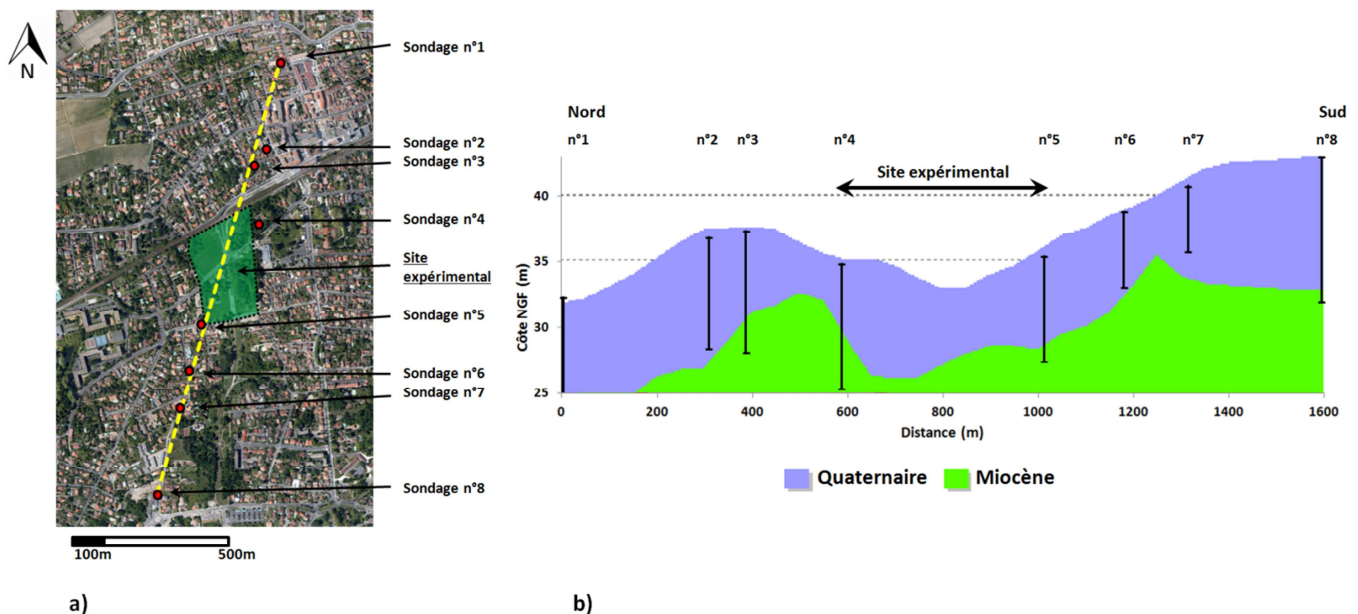 N
Sondage n°1
Sondage n°2
Sondage n°3
Sondage n°4
Site
expérimental
Sondage n°5
Sondage n°6
Sondage n°7
Sondage n°8
100m 500m
a)
Nord Sud
n°1 n°2 n°3 n°4 n°5 n°6 n°7 n°8
Site expérimental
Côte NGF (m)
40
35
30
25
0 200 400 600 800 1000 1200 1400 1600
Distance (m)
Quaternaire Miocène
b)